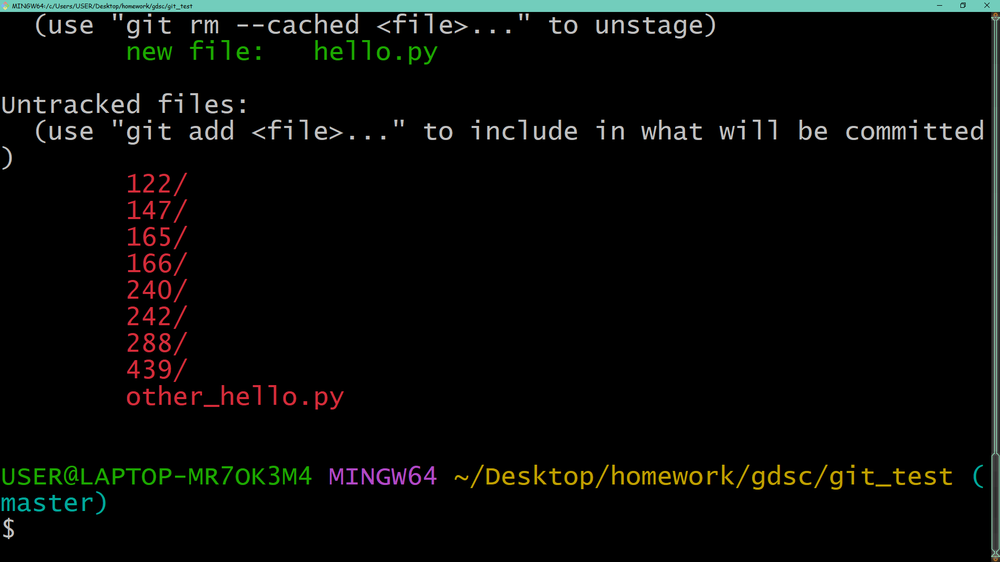 MINGW64:/c/Users/USER/Desktop/homework/gdsc/git_test
  (use "git rm --cached <file>..." to unstage)
        new file:   hello.py

Untracked files:
  (use "git add <file>..." to include in what will be committed
)
        122/
        147/
        165/
        166/
        240/
        242/
        288/
        439/
        other_hello.py

USER@LAPTOP-MR7OK3M4 MINGW64 ~/Desktop/homework/gdsc/git_test (
master)
$